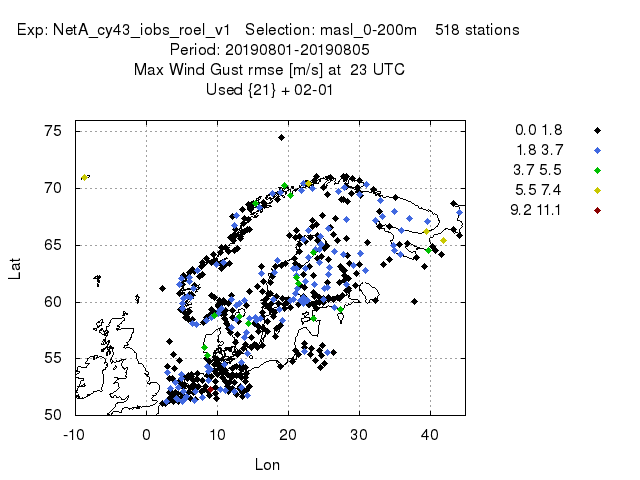 Exp: NetA_cy43_iobs_roel_v1   Selection: masl_0-200m    518 stations
Period: 20190801-20190805
Max Wind Gust rmse [m/s] at  23 UTC
Used {21} + 02-01
0.0 1.8
1.8 3.7
3.7 5.5
5.5 7.4
9.2 11.1
75
70
65
60
55
50
Lat
-10 0 10 20 30 40
Lon